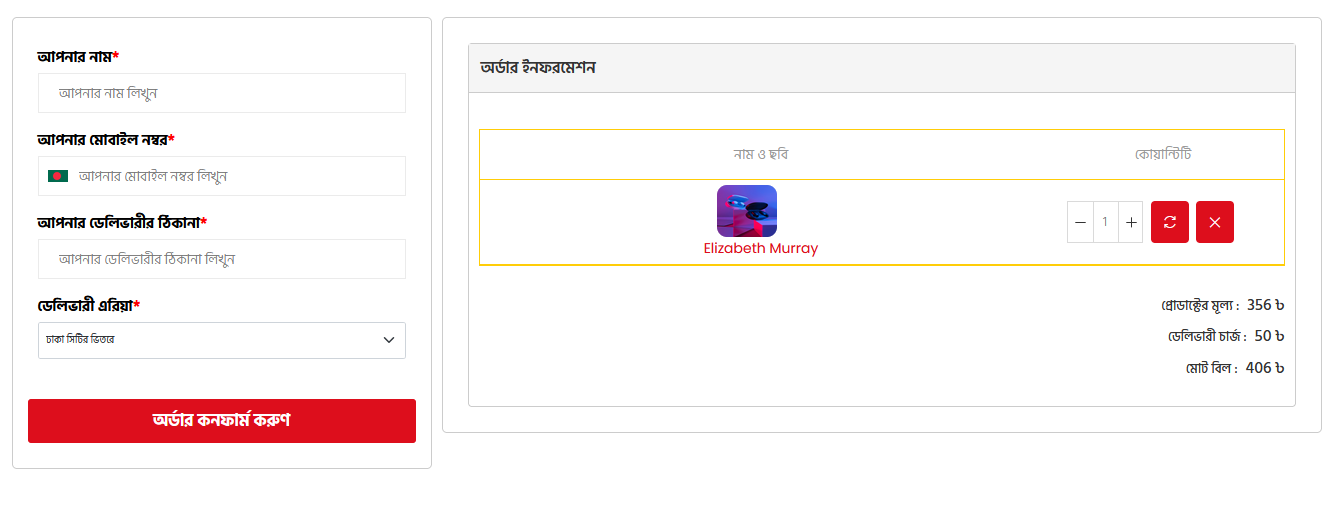 আপনার নাম*
আপনার নাম লিখুন
আপনার মোবাইল নম্বর*
আপনার মোবাইল নম্বর লিখুন
আপনার ডেলিভারীর ঠিকানা*
আপনার ডেলিভারীর ঠিকানা লিখুন
ডেলিভারী এরিয়া*
ঢাকা সিটির ভিতরে
অর্ডার কনফার্ম করুণ
অর্ডার ইনফরমেশন
নাম ও ছবি কোয়ান্টিটি
1
Elizabeth Murray
প্রোডাক্টের মূল্য : 356 ৳
ডেলিভারী চার্জ : 50 ৳
মোট বিল : 406 ৳